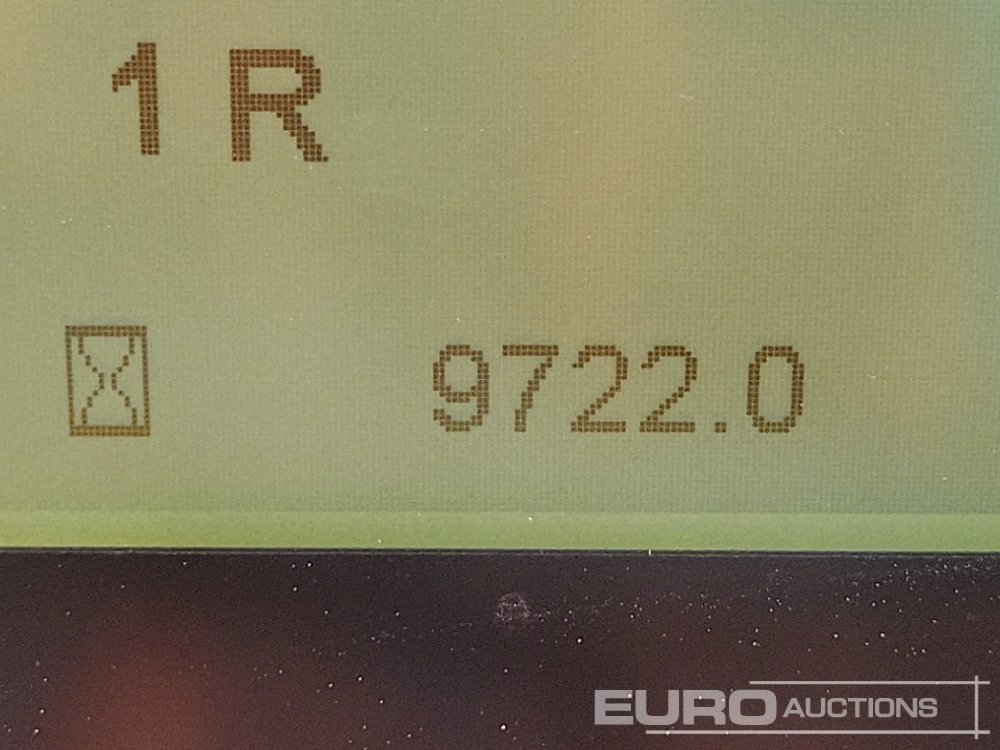 1 R
9722.0
EURO AUCTIONS